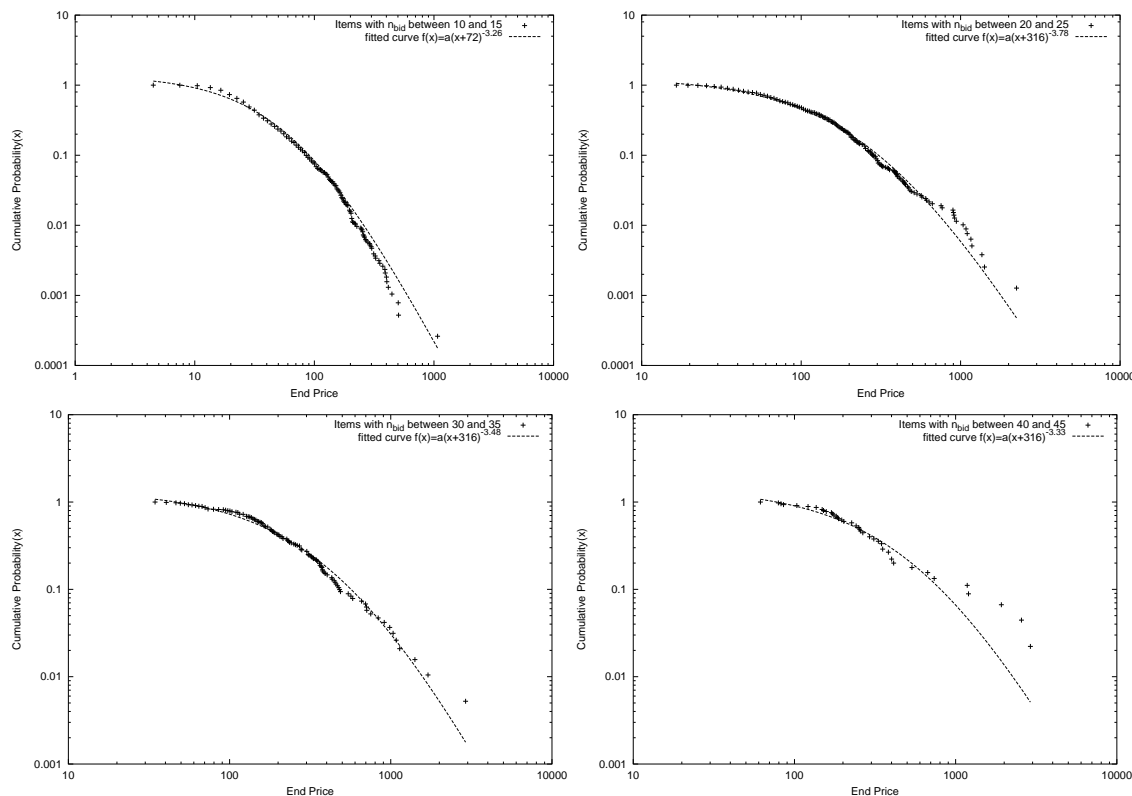 Items with n_bid between 10 and 15
fitted curve f(x)=a(x+72)^-3.26
10
1
0.1
0.01
0.001
0.0001
Cumulative Probability(x)
1
10
100
1000
10000
End Price
Items with n_bid between 20 and 25
fitted curve f(x)=a(x+316)^-3.78
10
1
0.1
0.01
0.001
0.0001
Cumulative Probability(x)
10
100
1000
10000
End Price
Items with n_bid between 30 and 35
fitted curve f(x)=a(x+316)^-3.48
10
1
0.1
0.01
0.001
Cumulative Probability(x)
10
100
1000
10000
End Price
Items with n_bid between 40 and 45
fitted curve f(x)=a(x+316)^-3.33
10
1
0.1
0.01
0.001
Cumulative Probability(x)
10
100
1000
10000
End Price